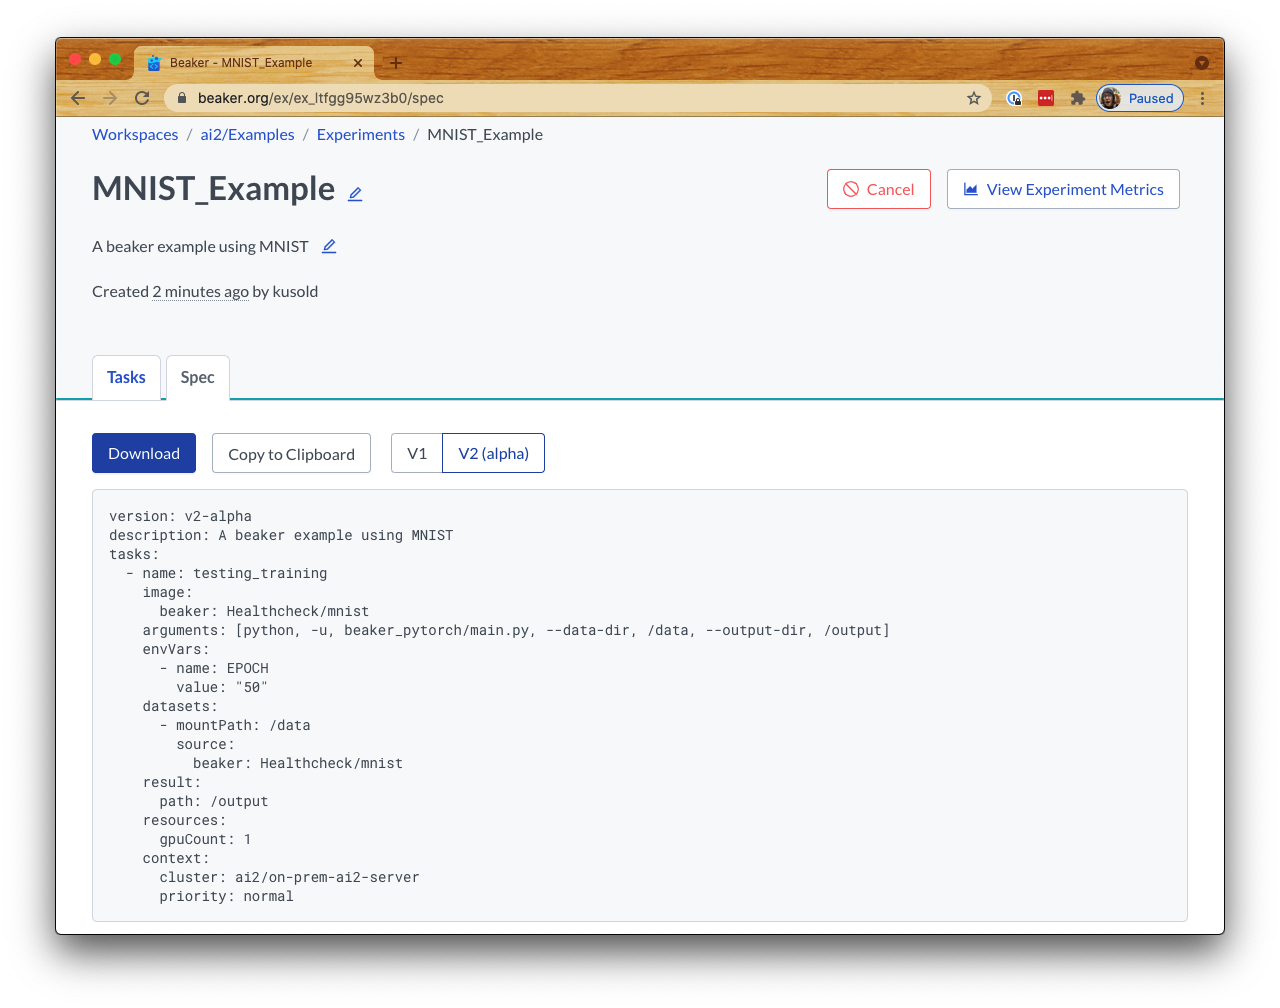 Beaker - MNIST_Example
beaker.org/ex/ex_ltfgg95wz3b0/spec
Paused
Workspaces / ai2/Examples / Experiments / MNIST_Example
MNIST_Example
Cancel
View Experiment Metrics
A beaker example using MNIST
Created 2 minutes ago by kusold
Tasks
Spec
Download
Copy to Clipboard
V1
V2 (alpha)
version: v2-alpha
description: A beaker example using MNIST
tasks:
  - name: testing_training
    image:
      beaker: Healthcheck/mnist
    arguments: [python, -u, beaker_pytorch/main.py, --data-dir, /data, --output-dir, /output]
    envVars:
      - name: EPOCH
        value: "50"
    datasets:
      - mountPath: /data
        source:
          beaker: Healthcheck/mnist
    result:
      path: /output
    resources:
      gpuCount: 1
    context:
      cluster: ai2/on-prem-ai2-server
      priority: normal